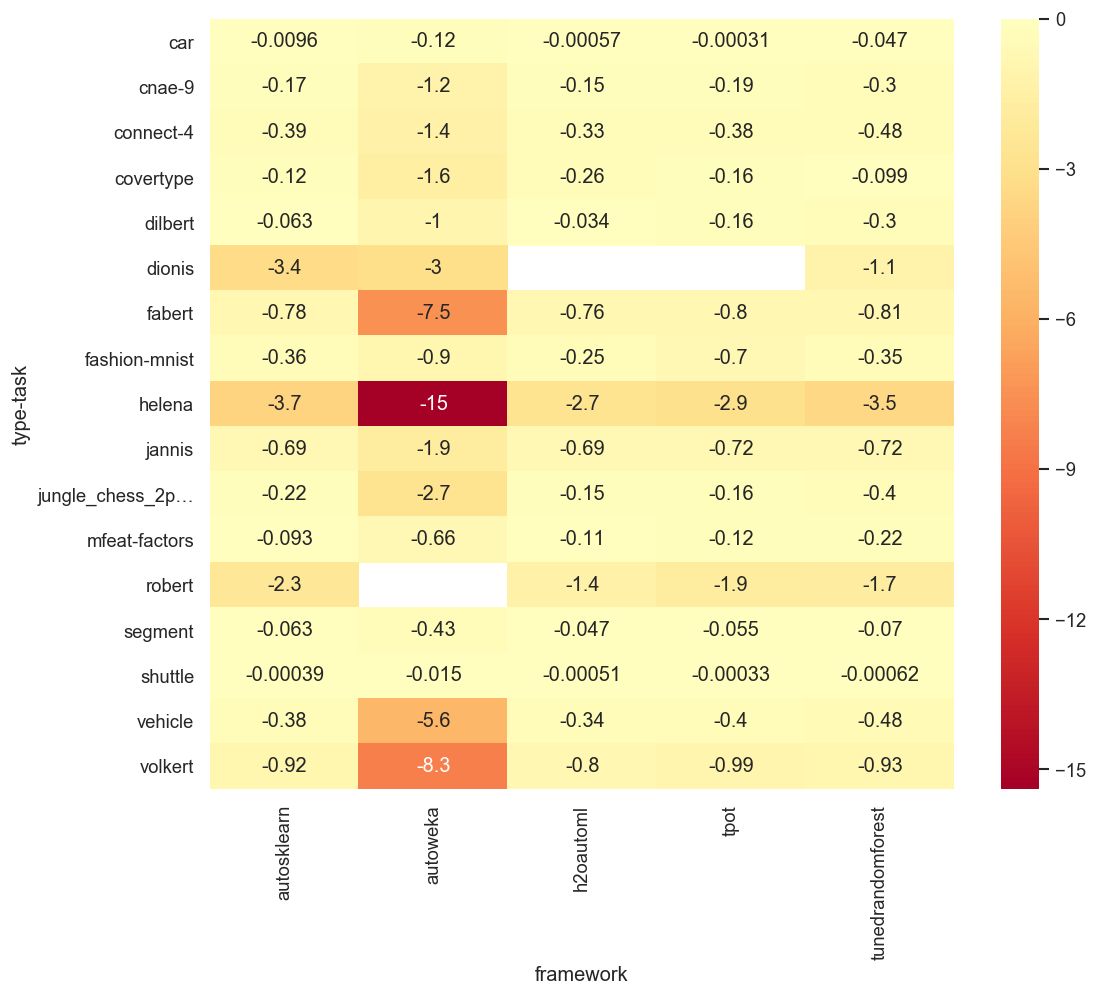 car -0.0096 -0.12 -0.00057 -0.00031 -0.047
cnae-9 -0.17 -1.2 -0.15 -0.19 -0.3
connect-4 -0.39 -1.4 -0.33 -0.38 -0.48
covertype -0.12 -1.6 -0.26 -0.16 -0.099
dilbert -0.063 -1 -0.034 -0.16 -0.3
dionis -3.4 -3 -1.1
fabert -0.78 -7.5 -0.76 -0.8 -0.81
fashion-mnist -0.36 -0.9 -0.25 -0.7 -0.35
helena -3.7 -15 -2.7 -2.9 -3.5
jannis -0.69 -1.9 -0.69 -0.72 -0.72
jungle_chess_2p… -0.22 -2.7 -0.15 -0.16 -0.4
mfeat-factors -0.093 -0.66 -0.11 -0.12 -0.22
robert -2.3 -1.4 -1.9 -1.7
segment -0.063 -0.43 -0.047 -0.055 -0.07
shuttle -0.00039 -0.015 -0.00051 -0.00033 -0.00062
vehicle -0.38 -5.6 -0.34 -0.4 -0.48
volkert -0.92 -8.3 -0.8 -0.99 -0.93
type-task
autosklearn
autoweka
h2oautoml
tpot
tunedrandomforest
framework
0
−3
−6
−9
−12
−15